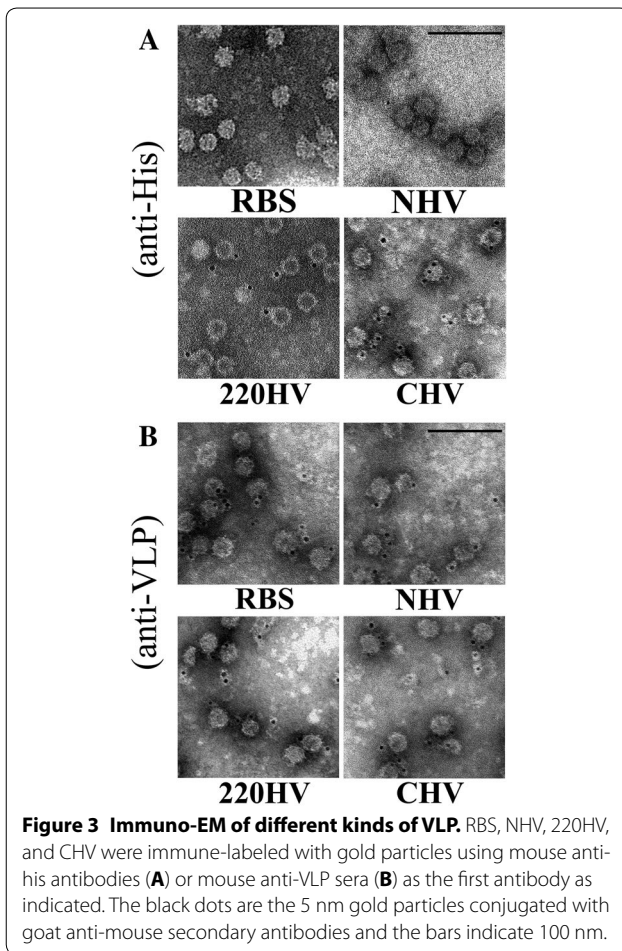 A
(anti-His)
RBS NHV
220HV CHV
B
(anti-VLP)
RBS NHV
220HV CHV
Figure 3 Immuno-EM of different kinds of VLP. RBS, NHV, 220HV,
and CHV were immune-labeled with gold particles using mouse anti-
his antibodies (A) or mouse anti-VLP sera (B) as the first antibody as
indicated. The black dots are the 5 nm gold particles conjugated with
goat anti-mouse secondary antibodies and the bars indicate 100 nm.